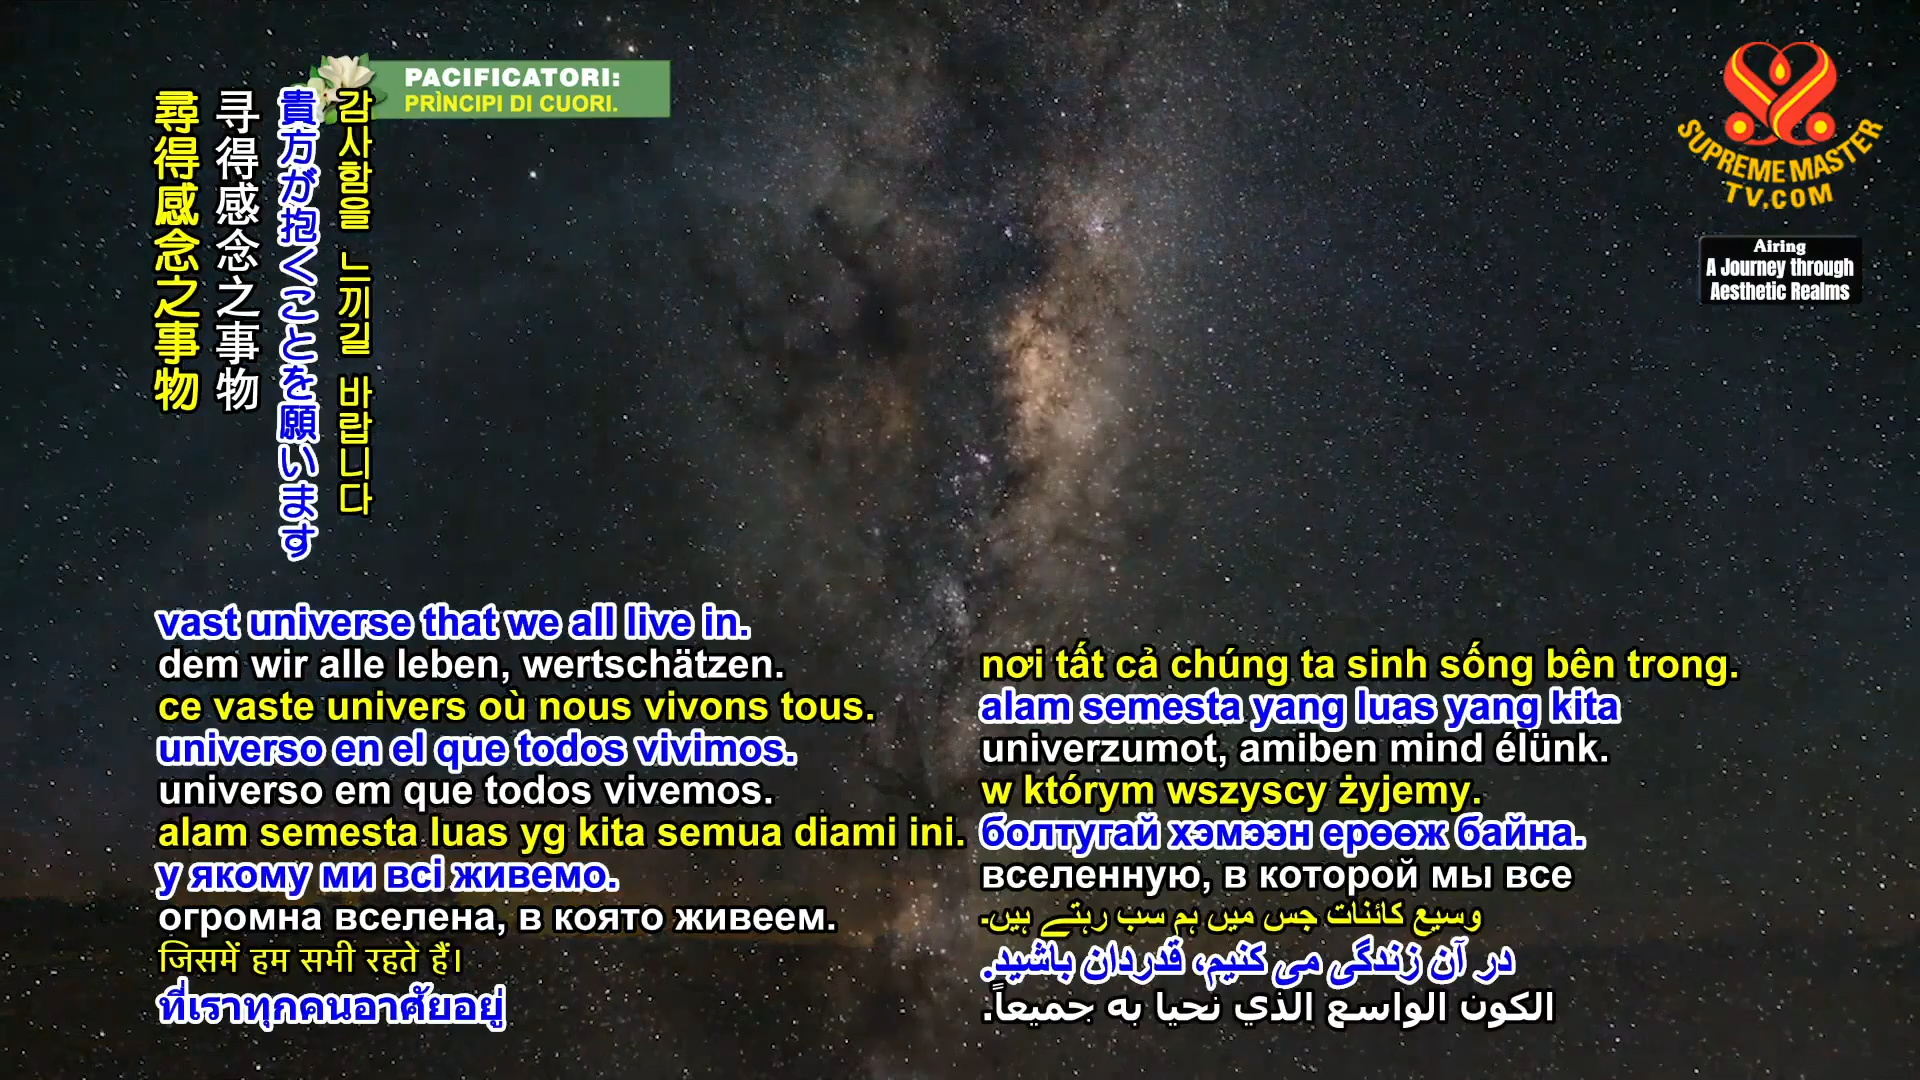 PACIFICATORI:
PRÌNCIPI DI CUORI.
SUPREME MASTER
TV.COM
Airing
A Journey through
Aesthetic Realms
감사함을 느끼길 바랍니다
貴方が抱くことを願います
寻得感念之事物
尋得感念之事物
vast universe that we all live in.
dem wir alle leben, wertschätzen.
ce vaste univers où nous vivons tous.
universo en el que todos vivimos.
universo em que todos vivemos.
alam semesta luas yg kita semua diami ini.
у якому ми всі живемо.
огромна вселена, в която живеем.
जिसमें हम सभी रहते हैं।
ที่เราทุกคนอาศัยอยู่
nơi tất cả chúng ta sinh sống bên trong.
alam semesta yang luas yang kita
univerzumot, amiben mind élünk.
w którym wszyscy żyjemy.
болтугай хэмээн ерөөж байна.
вселенную, в которой мы все
وسیع کائنات جس میں ہم سب رہتے ہیں۔
در آن زندگی می کنیم، قدردان باشید.
الكون الواسع الذي نحيا به جميعاً.